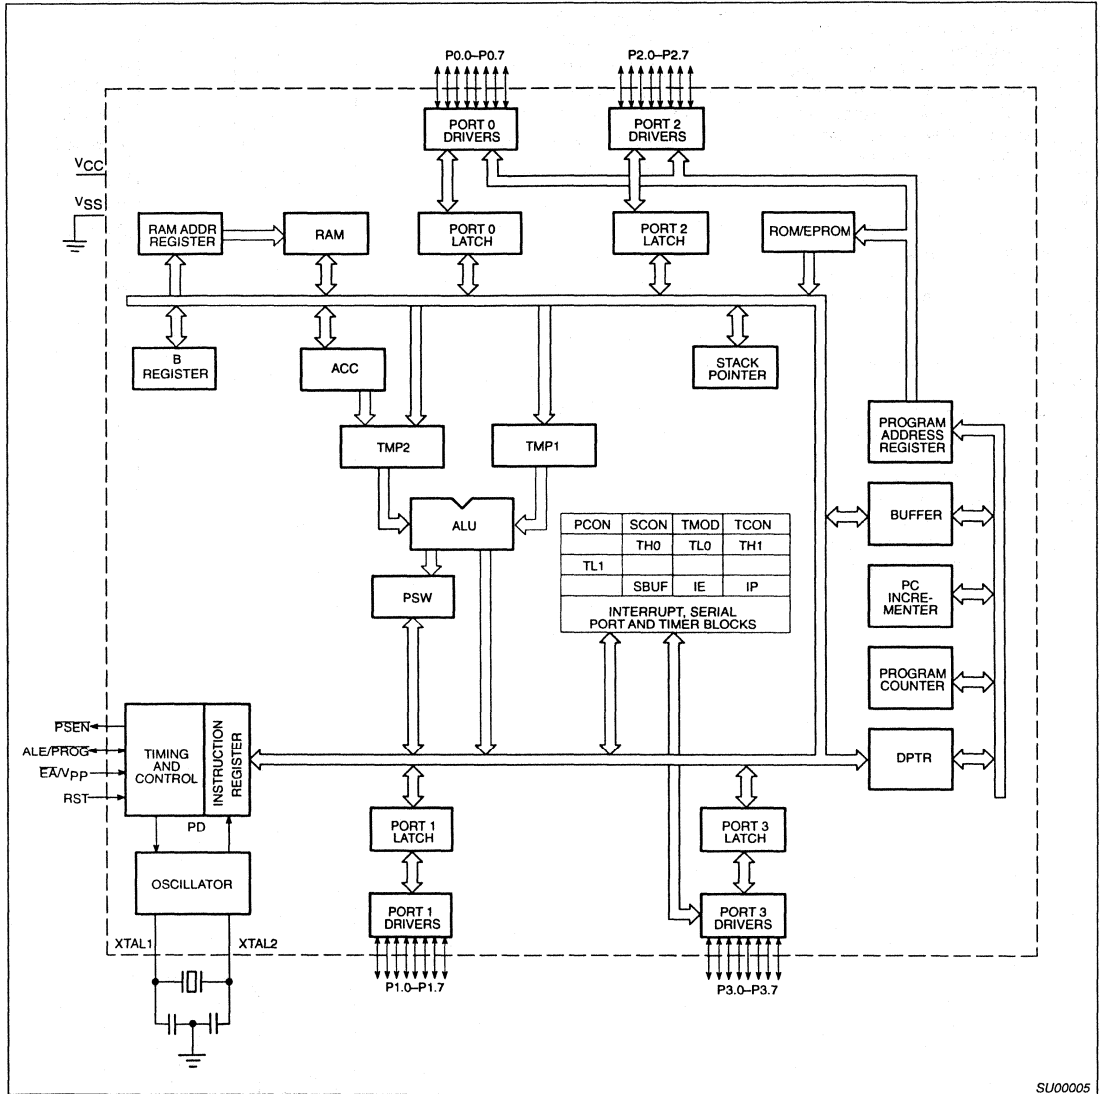 P0.0–P0.7
P2.0–P2.7
PORT 0
DRIVERS
PORT 2
DRIVERS
VCC
VSS
RAM ADDR
REGISTER
RAM
PORT 0
LATCH
PORT 2
LATCH
ROM/EPROM
B
REGISTER
ACC
STACK
POINTER
PROGRAM
ADDRESS
REGISTER
TMP2
TMP1
ALU
BUFFER
PCON SCON TMOD TCON
TH0 TL0 TH1
TL1
SBUF IE IP
INTERRUPT, SERIAL
PORT AND TIMER BLOCKS
PSW
PC
INCRE-
MENTER
PROGRAM
COUNTER
DPTR
PSEN
ALE/PROG
EA/VPP
RST
TIMING
AND
CONTROL
INSTRUCTION
REGISTER
PD
OSCILLATOR
PORT 1
LATCH
PORT 3
LATCH
PORT 1
DRIVERS
PORT 3
DRIVERS
XTAL1
XTAL2
P1.0–P1.7
P3.0–P3.7
SU00005